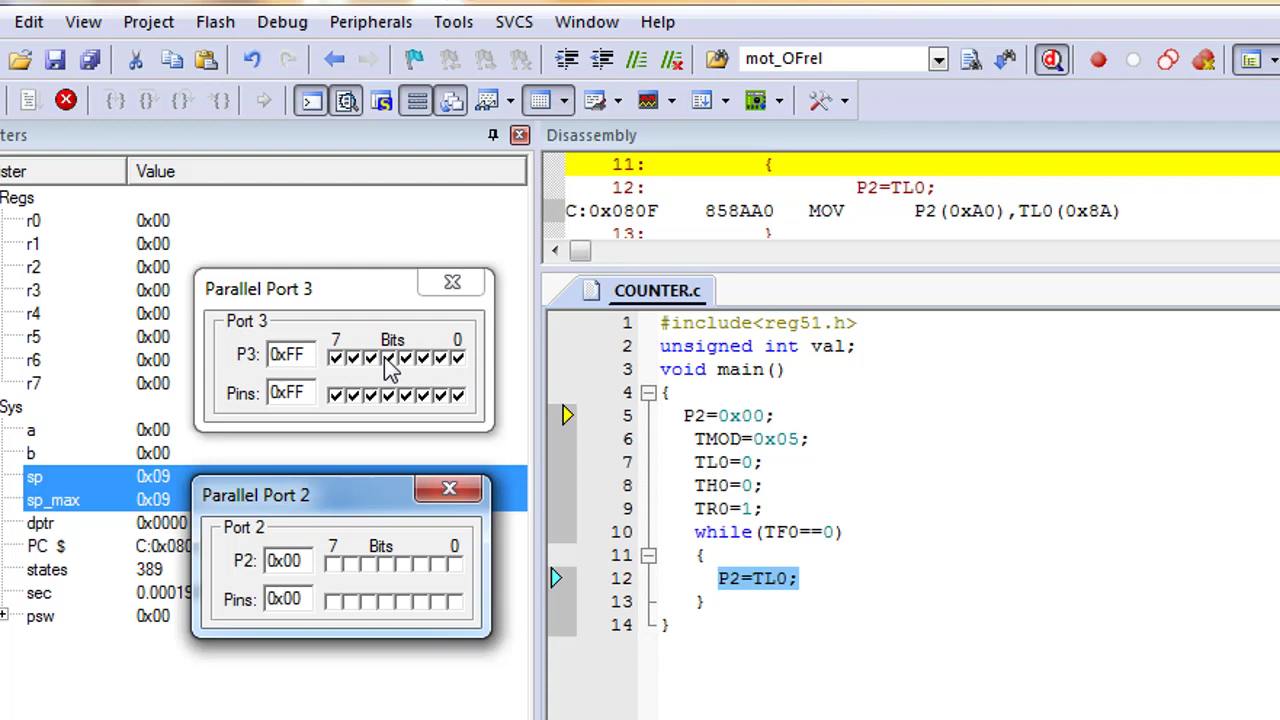 Edit View Project Flash Debug Peripherals Tools SVCS Window Help
mot_OFrel
ters
ister Value
Regs
r0 0x00
r1 0x00
r2 0x00
r3 0x00
r4 0x00
r5 0x00
r6 0x00
r7 0x00
Sys
a 0x00
b 0x00
sp 0x09
sp_max 0x09
dptr 0x0000
PC $ C:0x080
states 389
sec 0.00019
psw 0x00
Parallel Port 3
Port 3
7 Bits 0
P3: 0xFF
Pins: 0xFF
Parallel Port 2
Port 2
7 Bits 0
P2: 0x00
Pins: 0x00
Disassembly
11: {
12: P2=TL0;
C:0x080F 858AA0 MOV P2(0xA0),TL0(0x8A)
13: }
COUNTER.c
1 #include<reg51.h>
2 unsigned int val;
3 void main()
4 {
5 P2=0x00;
6 TMOD=0x05;
7 TL0=0;
8 TH0=0;
9 TR0=1;
10 while(TF0==0)
11 {
12 P2=TL0;
13 }
14 }